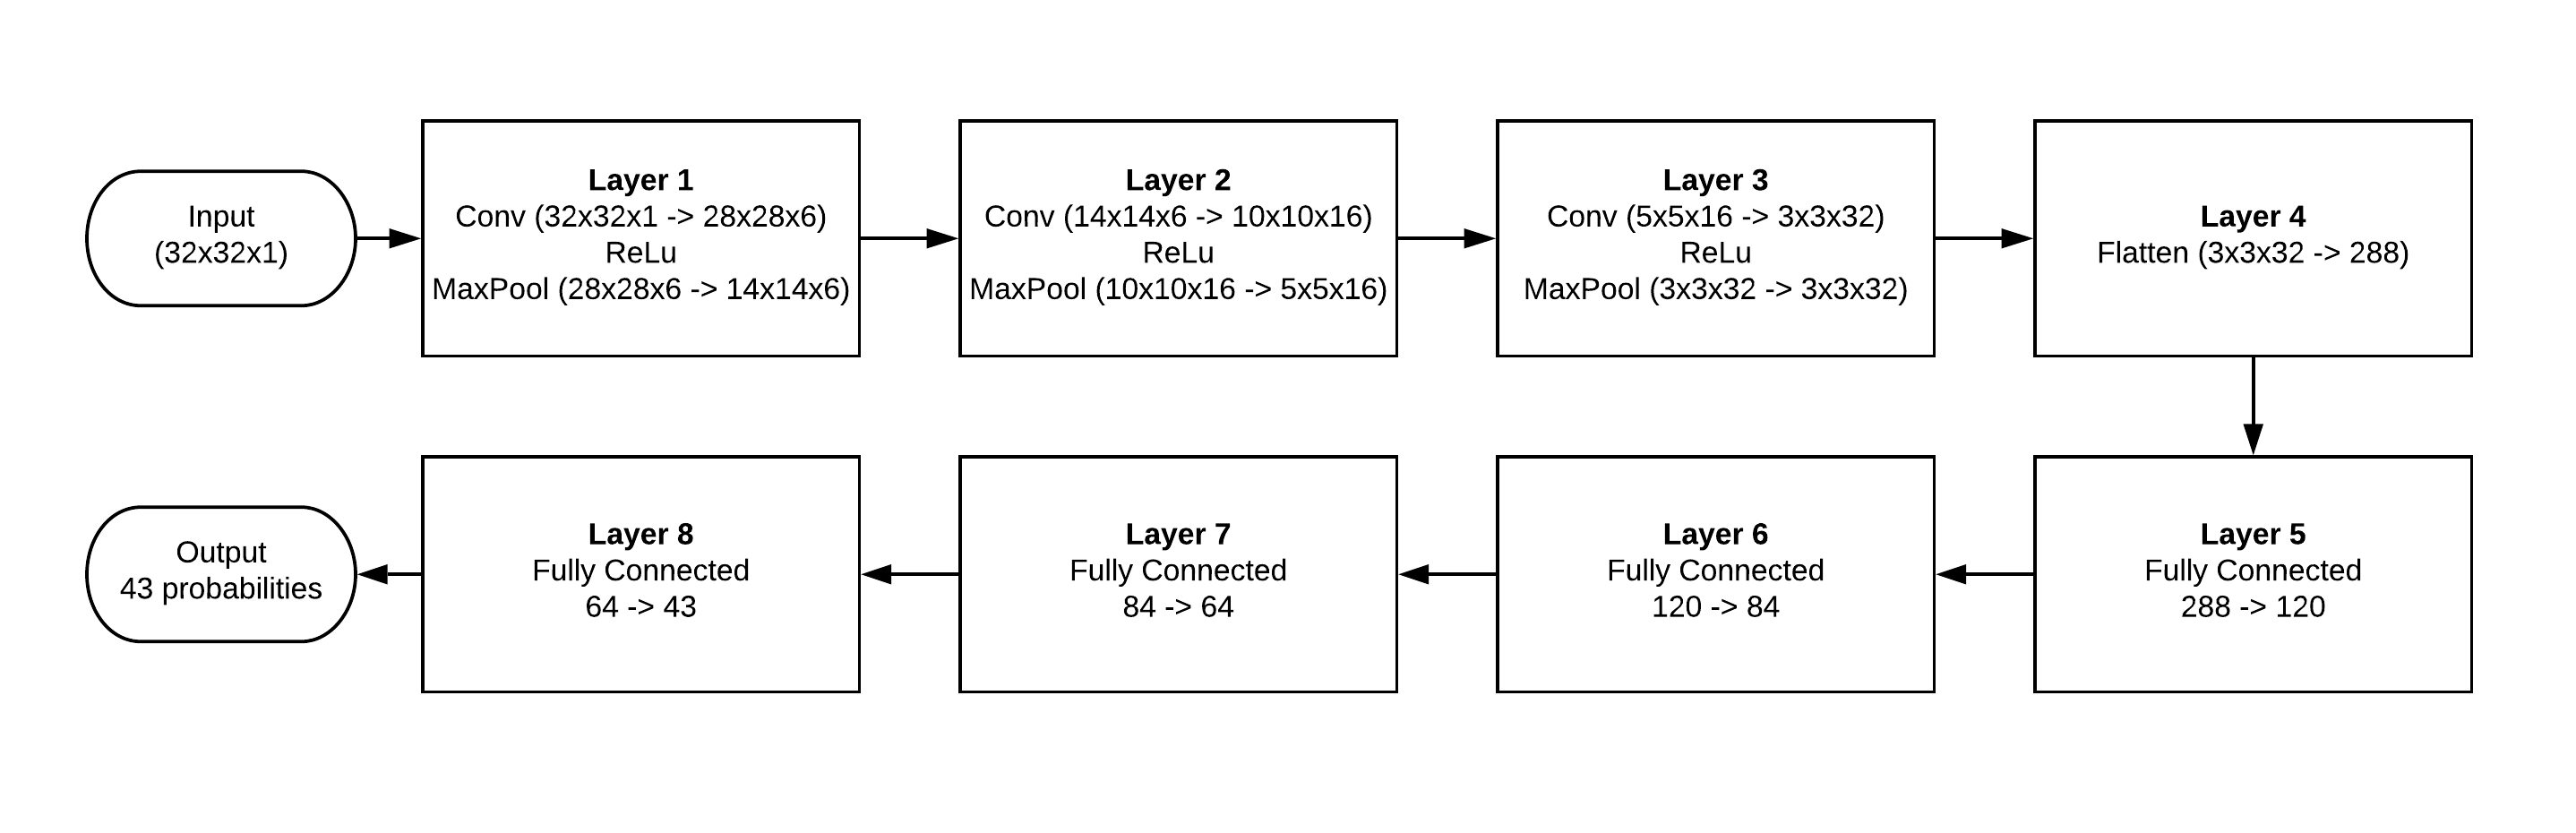 Input
(32x32x1)
Layer 1
Conv (32x32x1 -> 28x28x6)
ReLu
MaxPool (28x28x6 -> 14x14x6)
Layer 2
Conv (14x14x6 -> 10x10x16)
ReLu
MaxPool (10x10x16 -> 5x5x16)
Layer 3
Conv (5x5x16 -> 3x3x32)
ReLu
MaxPool (3x3x32 -> 3x3x32)
Layer 4
Flatten (3x3x32 -> 288)
Layer 5
Fully Connected
288 -> 120
Layer 6
Fully Connected
120 -> 84
Layer 7
Fully Connected
84 -> 64
Layer 8
Fully Connected
64 -> 43
Output
43 probabilities